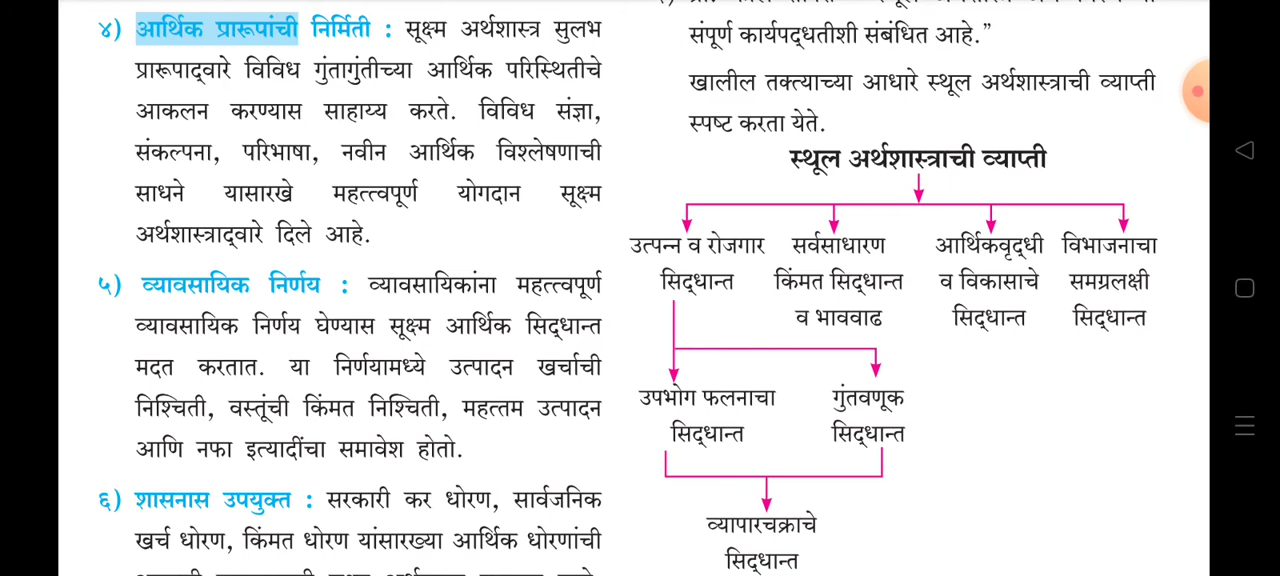 ४) आर्थिक प्रारूपांची निर्मिती : सूक्ष्म अर्थशास्त्र सुलभ
प्रारूपाद्वारे विविध गुंतागुंतीच्या आर्थिक परिस्थितीचे
आकलन करण्यास साहाय्य करते. विविध संज्ञा,
संकल्पना, परिभाषा, नवीन आर्थिक विश्लेषणाची
साधने यासारखे महत्त्वपूर्ण योगदान सूक्ष्म
अर्थशास्त्राद्वारे दिले आहे.
५) व्यावसायिक निर्णय : व्यावसायिकांना महत्त्वपूर्ण
व्यावसायिक निर्णय घेण्यास सूक्ष्म आर्थिक सिद्धान्त
मदत करतात. या निर्णयामध्ये उत्पादन खर्चाची
निश्चिती, वस्तूंची किंमत निश्चिती, महत्तम उत्पादन
आणि नफा इत्यादींचा समावेश होतो.
६) शासनास उपयुक्त : सरकारी कर धोरण, सार्वजनिक
खर्च धोरण, किंमत धोरण यांसारख्या आर्थिक धोरणांची
संपूर्ण कार्यपद्धतीशी संबंधित आहे.”
खालील तक्त्याच्या आधारे स्थूल अर्थशास्त्राची व्याप्ती
स्पष्ट करता येते.
स्थूल अर्थशास्त्राची व्याप्ती
उत्पन्न व रोजगार सर्वसाधारण आर्थिकवृद्धी विभाजनाचा
सिद्धान्त किंमत सिद्धान्त व विकासाचे समग्रलक्षी
व भाववाढ सिद्धान्त सिद्धान्त
उपभोग फलनाचा गुंतवणूक
सिद्धान्त सिद्धान्त
व्यापारचक्राचे
सिद्धान्त